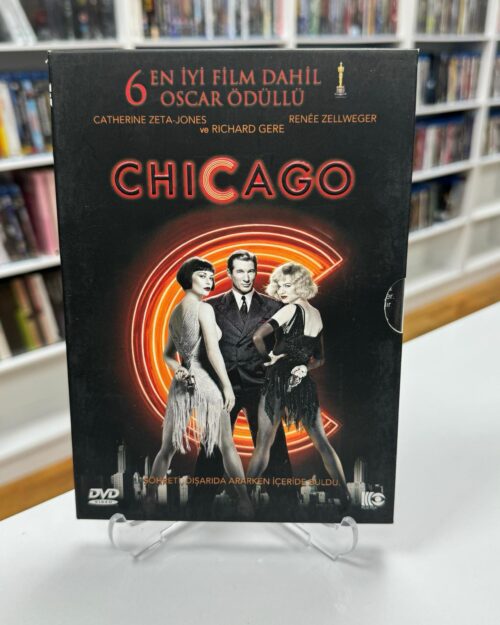 6 EN İYİ FİLM DAHİL
OSCAR ÖDÜLLÜ
CATHERINE ZETA-JONES
RENÉE ZELLWEGER
ve RICHARD GERE
CHICAGO
ŞÖHRETİ DIŞARIDA ARARKEN İÇERİDE BULDU.
DVD
VIDEO